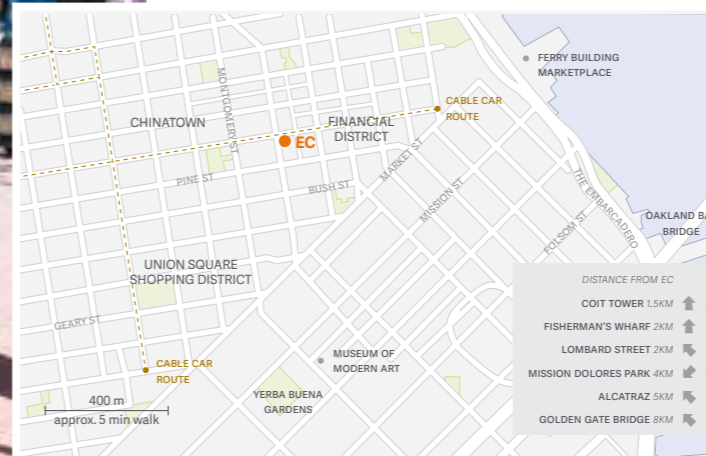 FERRY BUILDING
MARKETPLACE
CABLE CAR
ROUTE
MONTGOMERY ST
CHINATOWN
FINANCIAL
DISTRICT
EC
MARKET ST
PINE ST
BUSH ST
MISSION ST
THE EMBARCADERO
FOLSOM ST
OAKLAND BA
BRIDGE
UNION SQUARE
SHOPPING DISTRICT
GEARY ST
CABLE CAR
ROUTE
MUSEUM OF
MODERN ART
YERBA BUENA
GARDENS
400 m
approx. 5 min walk
DISTANCE FROM EC
COIT TOWER 1.5KM
FISHERMAN'S WHARF 2KM
LOMBARD STREET 2KM
MISSION DOLORES PARK 4KM
ALCATRAZ 5KM
GOLDEN GATE BRIDGE 8KM